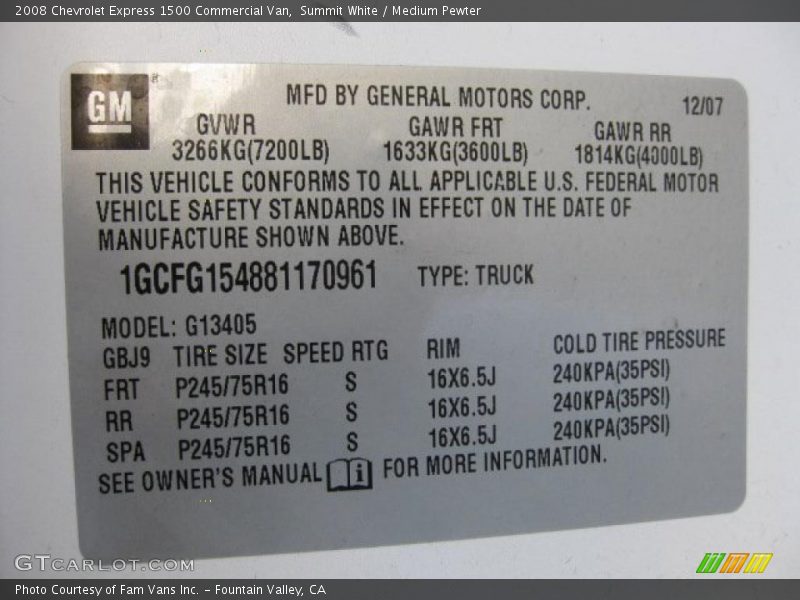 2008 Chevrolet Express 1500 Commercial Van, Summit White / Medium Pewter
GM ®
MFD BY GENERAL MOTORS CORP. 12/07
GVWR GAWR FRT GAWR RR
3266KG(7200LB) 1633KG(3600LB) 1814KG(4000LB)
THIS VEHICLE CONFORMS TO ALL APPLICABLE U.S. FEDERAL MOTOR
VEHICLE SAFETY STANDARDS IN EFFECT ON THE DATE OF
MANUFACTURE SHOWN ABOVE.
1GCFG154881170961 TYPE: TRUCK
MODEL: G13405
GBJ9 TIRE SIZE SPEED RTG RIM COLD TIRE PRESSURE
FRT P245/75R16 S 16X6.5J 240KPA(35PSI)
RR P245/75R16 S 16X6.5J 240KPA(35PSI)
SPA P245/75R16 S 16X6.5J 240KPA(35PSI)
SEE OWNER'S MANUAL i FOR MORE INFORMATION.
GTCARLOT.COM
Photo Courtesy of Fam Vans Inc. - Fountain Valley, CA